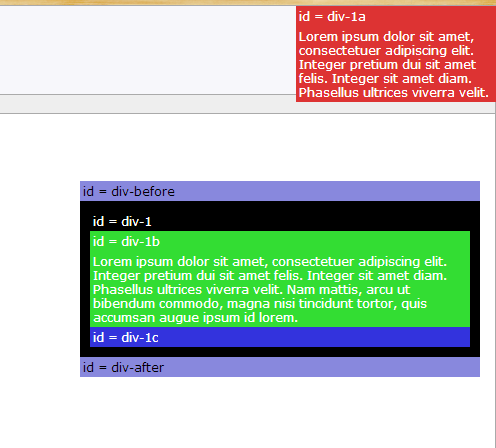 id = div-1a
Lorem ipsum dolor sit amet,
consectetuer adipiscing elit.
Integer pretium dui sit amet
felis. Integer sit amet diam.
Phasellus ultrices viverra velit.
id = div-before
id = div-1
id = div-1b
Lorem ipsum dolor sit amet, consectetuer adipiscing elit.
Integer pretium dui sit amet felis. Integer sit amet diam.
Phasellus ultrices viverra velit. Nam mattis, arcu ut
bibendum commodo, magna nisi tincidunt tortor, quis
accumsan augue ipsum id lorem.
id = div-1c
id = div-after